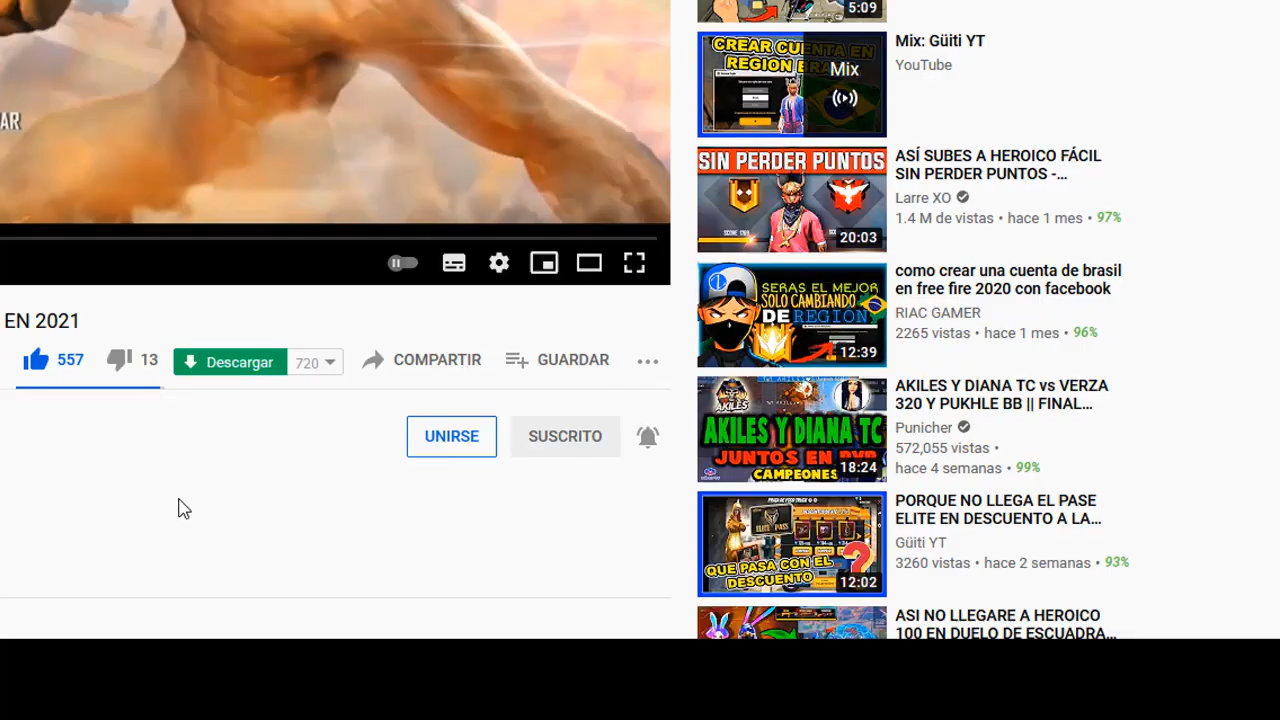 AR
EN 2021
557
13
Descargar
720
COMPARTIR
GUARDAR
UNIRSE
SUSCRITO
5:09
CREAR CUENTA EN
REGION BRA
Mix
Mix: Güiti YT
YouTube
SIN PERDER PUNTOS
20:03
ASÍ SUBES A HEROICO FÁCIL
SIN PERDER PUNTOS -...
Larre XO
1.4 M de vistas • hace 1 mes • 97%
SERAS EL MEJOR
SOLO CAMBIANDO
DE REGION
12:39
como crear una cuenta de brasil
en free fire 2020 con facebook
RIAC GAMER
2265 vistas • hace 1 mes • 96%
AKILES
AKILES Y DIANA TC
JUNTOS EN PVP
CAMPEONES
18:24
AKILES Y DIANA TC vs VERZA
320 Y PUKHLE BB || FINAL...
Punicher
572,055 vistas •
hace 4 semanas • 99%
ELITE PASS
QUE PASA CON EL
DESCUENTO
?
12:02
PORQUE NO LLEGA EL PASE
ELITE EN DESCUENTO A LA...
Güiti YT
3260 vistas • hace 2 semanas • 93%
ASI NO LLEGARE A HEROICO
100 EN DUELO DE ESCUADRA...